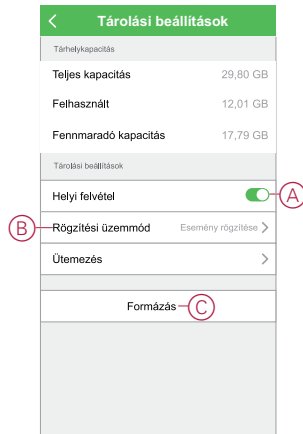 Tárolási beállítások
Tárhelykapacitás
Teljes kapacitás 29,80 GB
Felhasznált 12,01 GB
Fennmaradó kapacitás 17,79 GB
Tárolási beállítások
Helyi felvétel A
B Rögzítési üzemmód Esemény rögzítése
Ütemezés
Formázás C